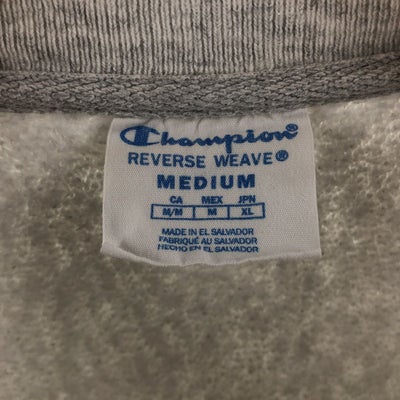 Champion®
REVERSE WEAVE®
MEDIUM
CA MEX JPN
M/M M XL
MADE IN EL SALVADOR
FABRIQUÉ AU SALVADOR
HECHO EN EL SALVADOR